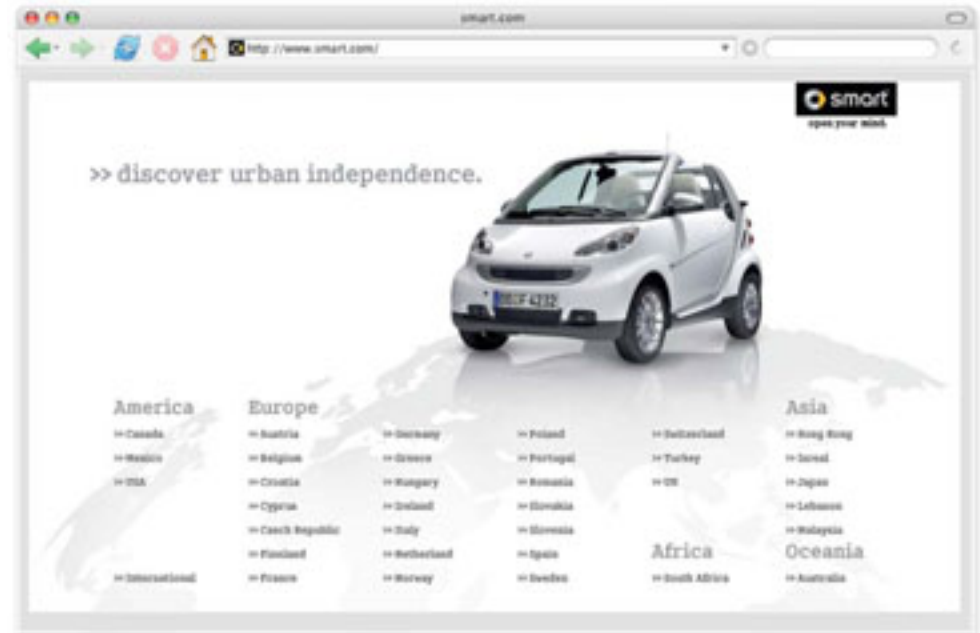 smart.com
http://www.smart.com/
smart
open your mind.
>> discover urban independence.
America
>> Canada
>> Mexico
>> USA
>> International
Europe
>> Austria
>> Belgium
>> Croatia
>> Cyprus
>> Czech Republic
>> Finnland
>> France
>> Germany
>> Greece
>> Hungary
>> Ireland
>> Italy
>> Netherland
>> Norway
>> Poland
>> Portugal
>> Romania
>> Slovakia
>> Slovenia
>> Spain
>> Sweden
>> Switzerland
>> Turkey
>> UK
Africa
>> South Africa
Asia
>> Hong Kong
>> Isreal
>> Japan
>> Lebanon
>> Malaysia
Oceania
>> Australia